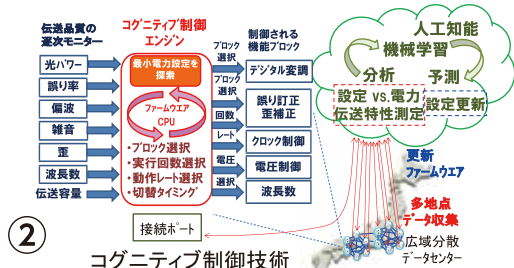 伝送品質の
逐次モニター
光パワー
誤り率
偏波
雑音
歪
波長数
伝送容量
コグニティブ制御
エンジン
最小電力設定を
探索
ファームウエア
CPU
・ブロック選択
・実行回数選択
・動作レート選択
・切替タイミング
ブロック
選択
ブロック
選択
回数
レート
電圧
選択
制御される
機能ブロック
デジタル変調
誤り訂正
歪補正
クロック制御
電圧制御
波長数
人工知能
機械学習
分析
予測
設定 vs.電力
伝送特性測定
設定更新
更新
ファームウエア
多地点
データ収集
広域分散
データセンター
接続ポート
②
コグニティブ制御技術